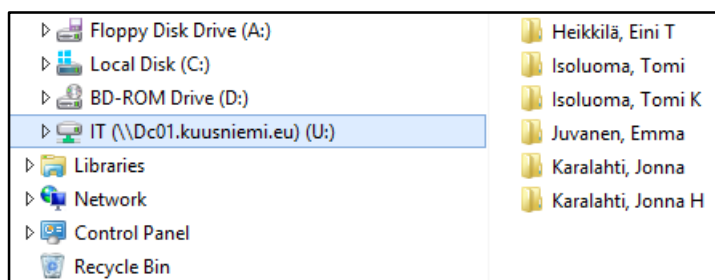 Floppy Disk Drive (A:)
Local Disk (C:)
BD-ROM Drive (D:)
IT (\\Dc01.kuusniemi.eu) (U:)
Libraries
Network
Control Panel
Recycle Bin
Heikkilä, Eini T
Isoluoma, Tomi
Isoluoma, Tomi K
Juvanen, Emma
Karalahti, Jonna
Karalahti, Jonna H